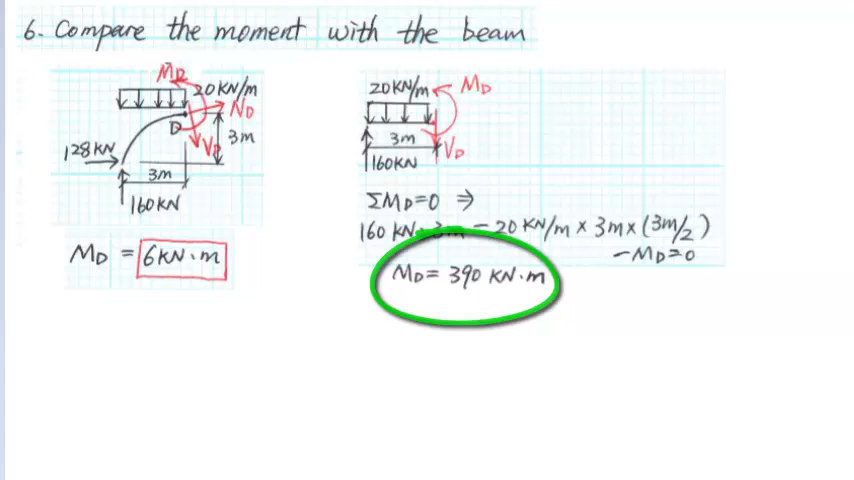 6. Compare the moment with the beam
MD
20KN/m
ND
D
3m
128KN
VD
3m
160KN
MD = 6KN·m
20KN/m
MD
3m
VD
160KN
ΣMD=0 ⇒
160 KN·3m - 20 KN/m × 3m × (3m/2)
-MD=0
MD= 390 KN·m